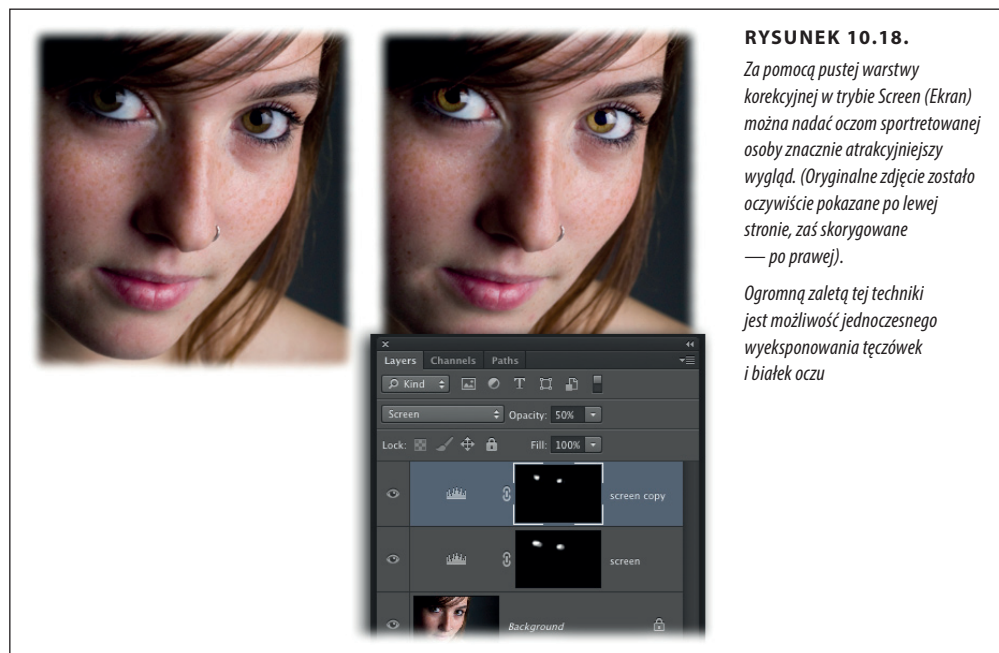 RYSUNEK 10.18.
Za pomocą pustej warstwy
korekcyjnej w trybie Screen (Ekran)
można nadać oczom sportretowanej
osoby znacznie atrakcyjniejszy
wygląd. (Oryginalne zdjęcie zostało
oczywiście pokazane po lewej
stronie, zaś skorygowane
— po prawej).
Ogromną zaletą tej techniki
jest możliwość jednoczesnego
wyeksponowania tęczówek
i białek oczu
Layers Channels Paths
Kind
Screen Opacity: 50%
Lock: Fill: 100%
screen copy
screen
Background